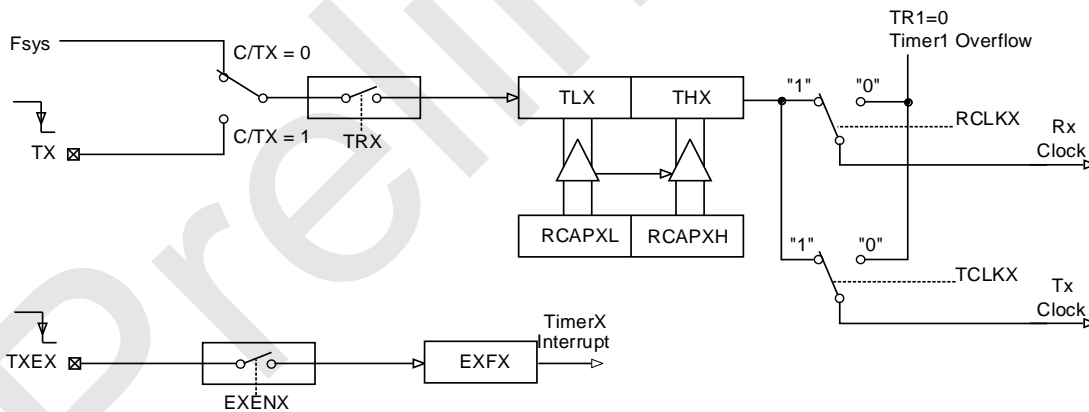 TR1=0
Timer1 Overflow
Fsys
C/TX = 0
TX
C/TX = 1
TRX
TLX
THX
"1"
"0"
RCLKX
Rx
Clock
RCAPXL
RCAPXH
"1"
"0"
TCLKX
Tx
Clock
TXEX
EXENX
EXFX
TimerX
Interrupt
Prelim